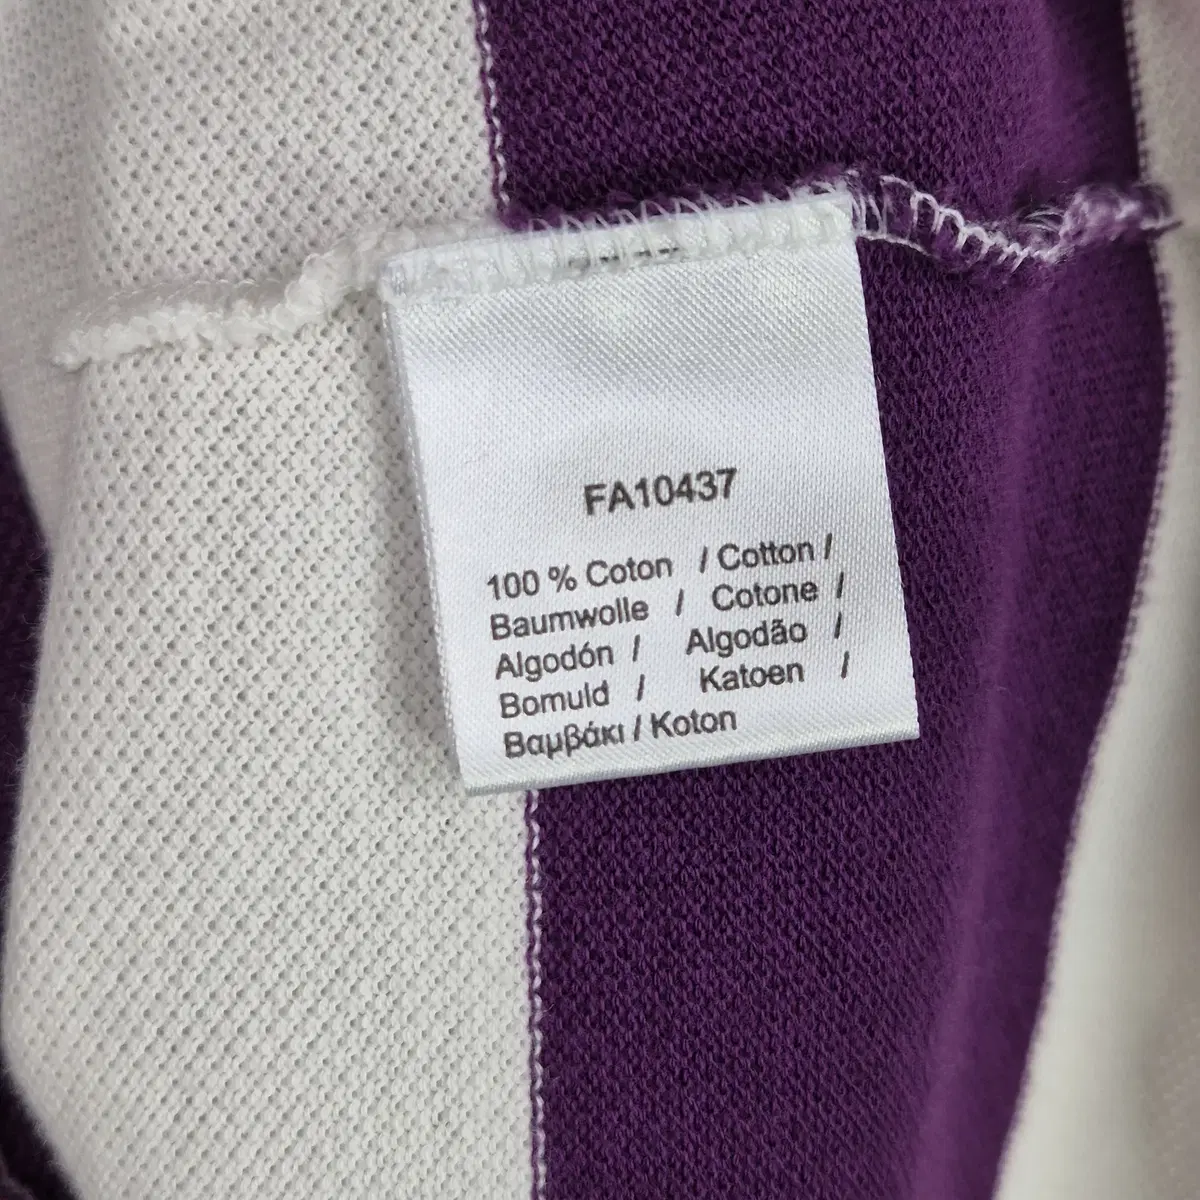 FA10437
100 % Coton / Cotton /
Baumwolle / Cotone /
Algodón / Algodão /
Bomuld / Katoen /
Βαμβάκι / Koton